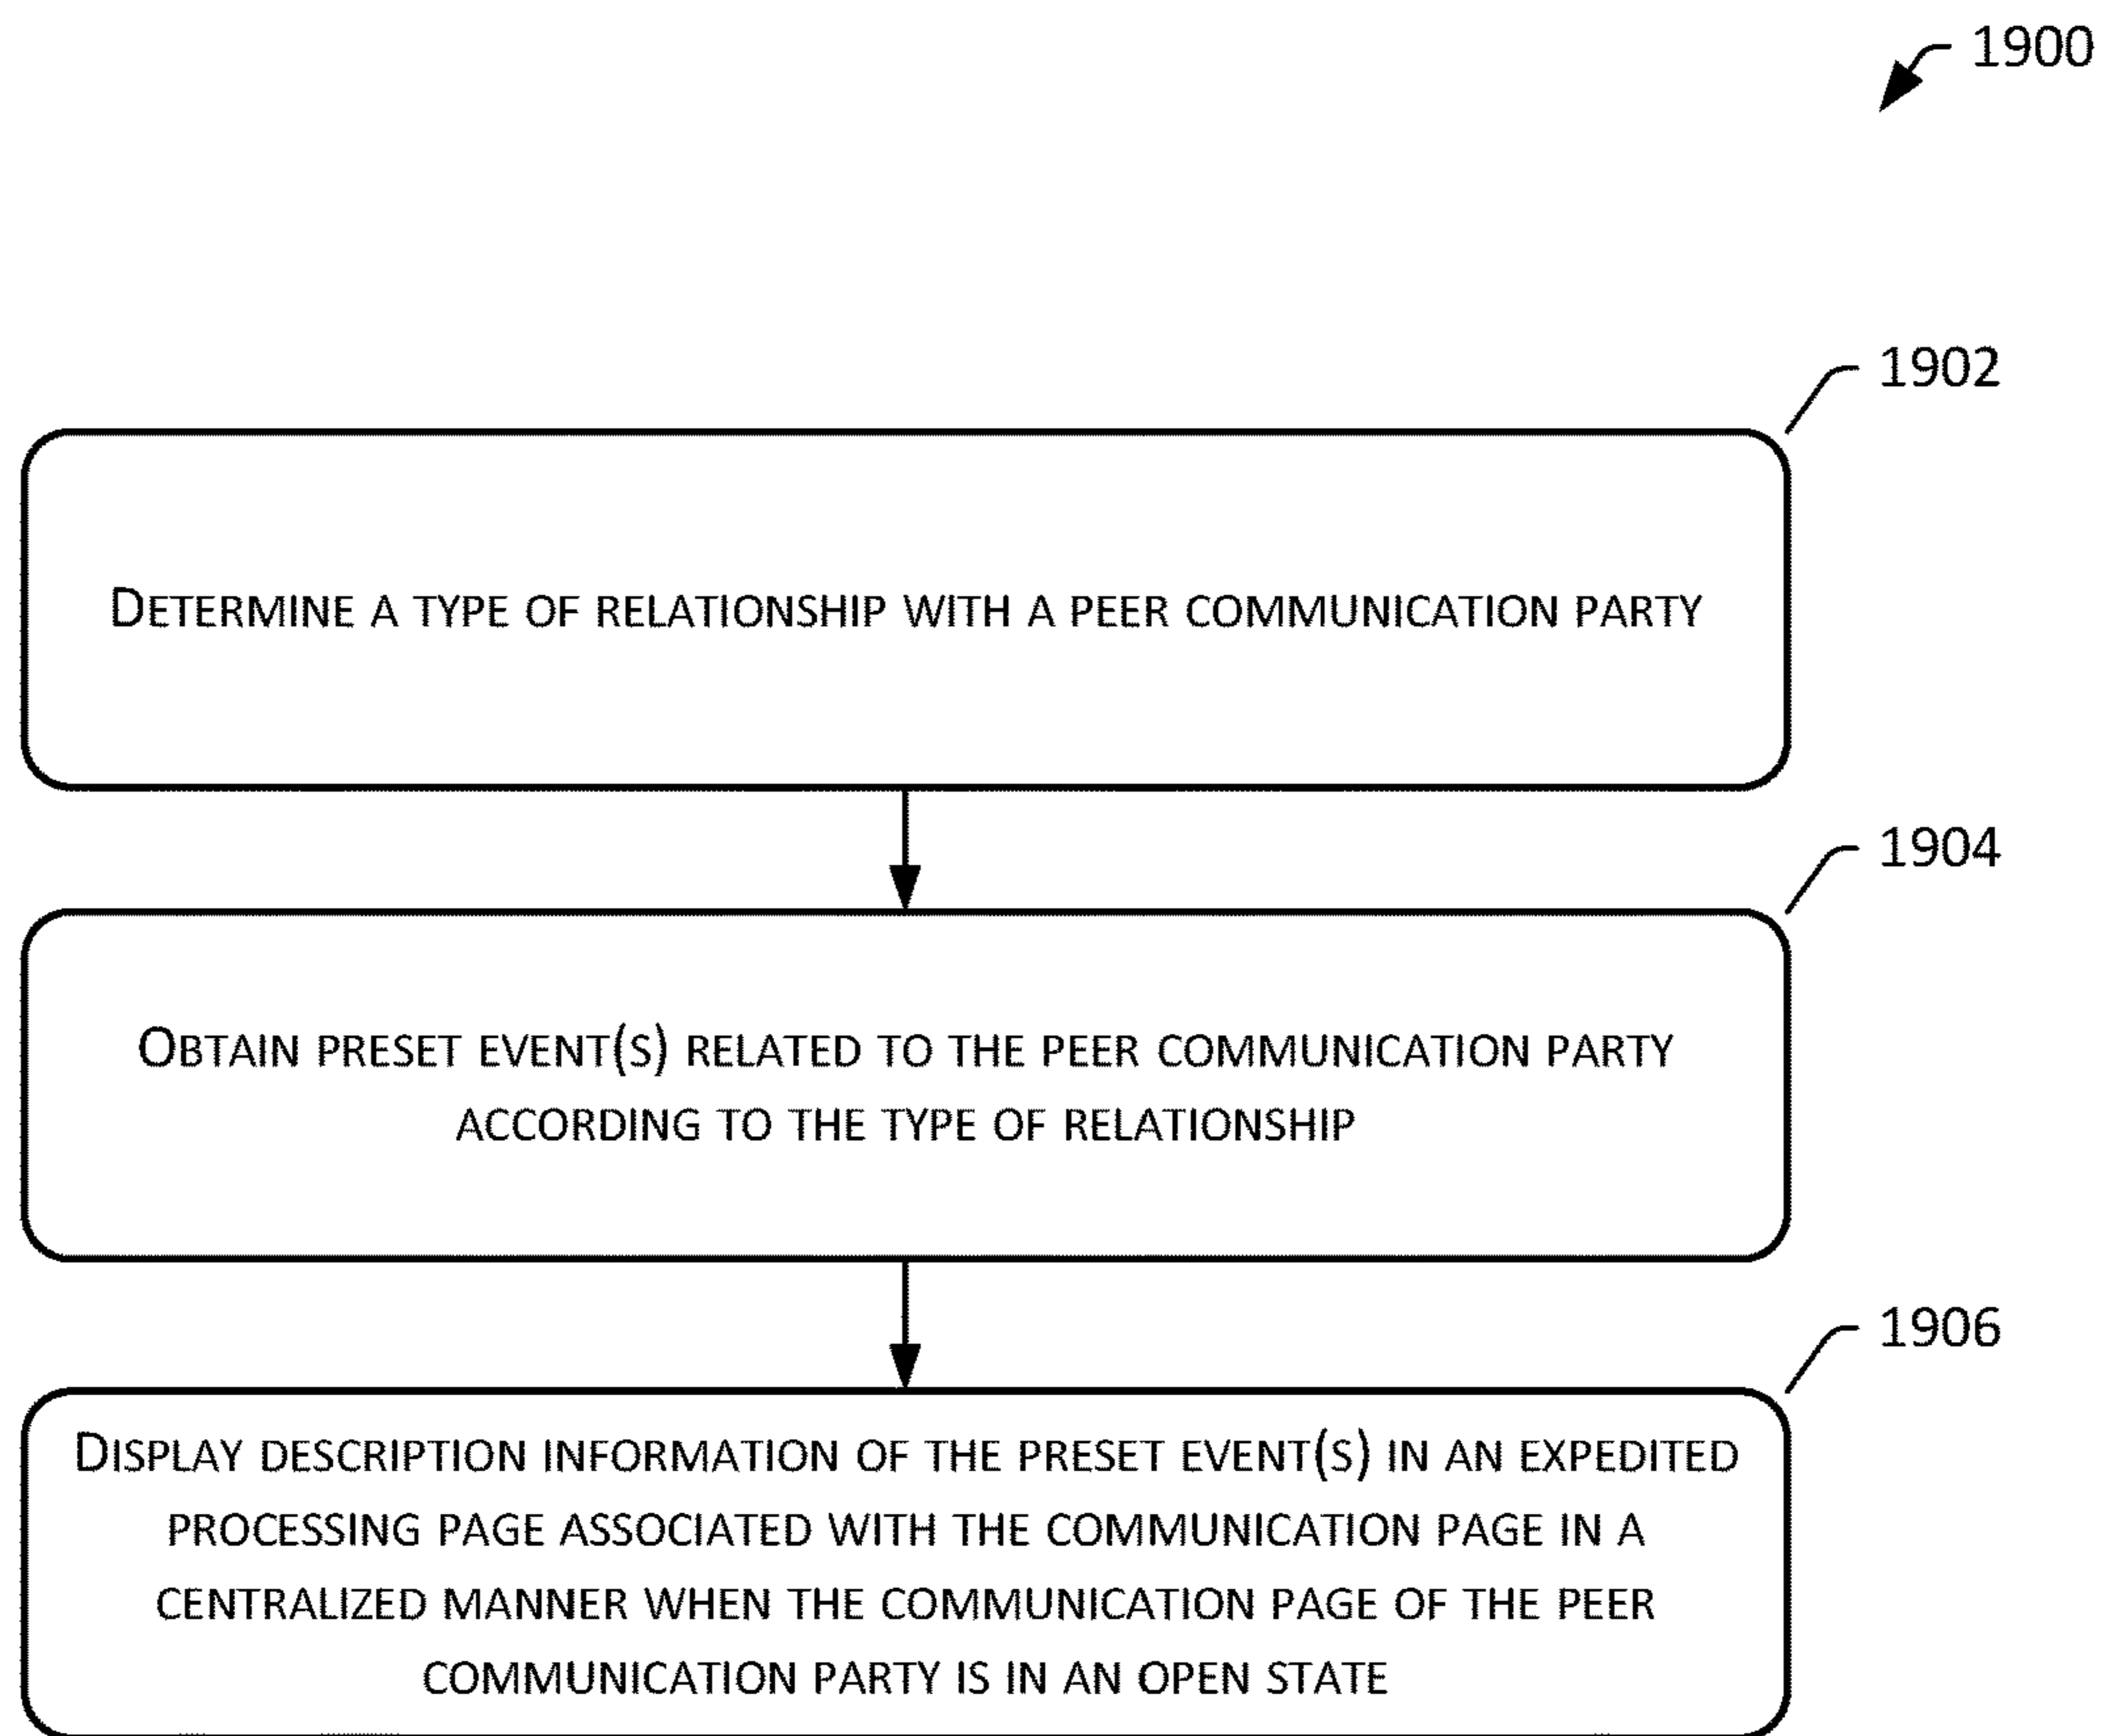 1900
1902
DETERMINE A TYPE OF RELATIONSHIP WITH A PEER COMMUNICATION PARTY
1904
OBTAIN PRESET EVENT(S) RELATED TO THE PEER COMMUNICATION PARTY
ACCORDING TO THE TYPE OF RELATIONSHIP
1906
DISPLAY DESCRIPTION INFORMATION OF THE PRESET EVENT(S) IN AN EXPEDITED
PROCESSING PAGE ASSOCIATED WITH THE COMMUNICATION PAGE IN A
CENTRALIZED MANNER WHEN THE COMMUNICATION PAGE OF THE PEER
COMMUNICATION PARTY IS IN AN OPEN STATE